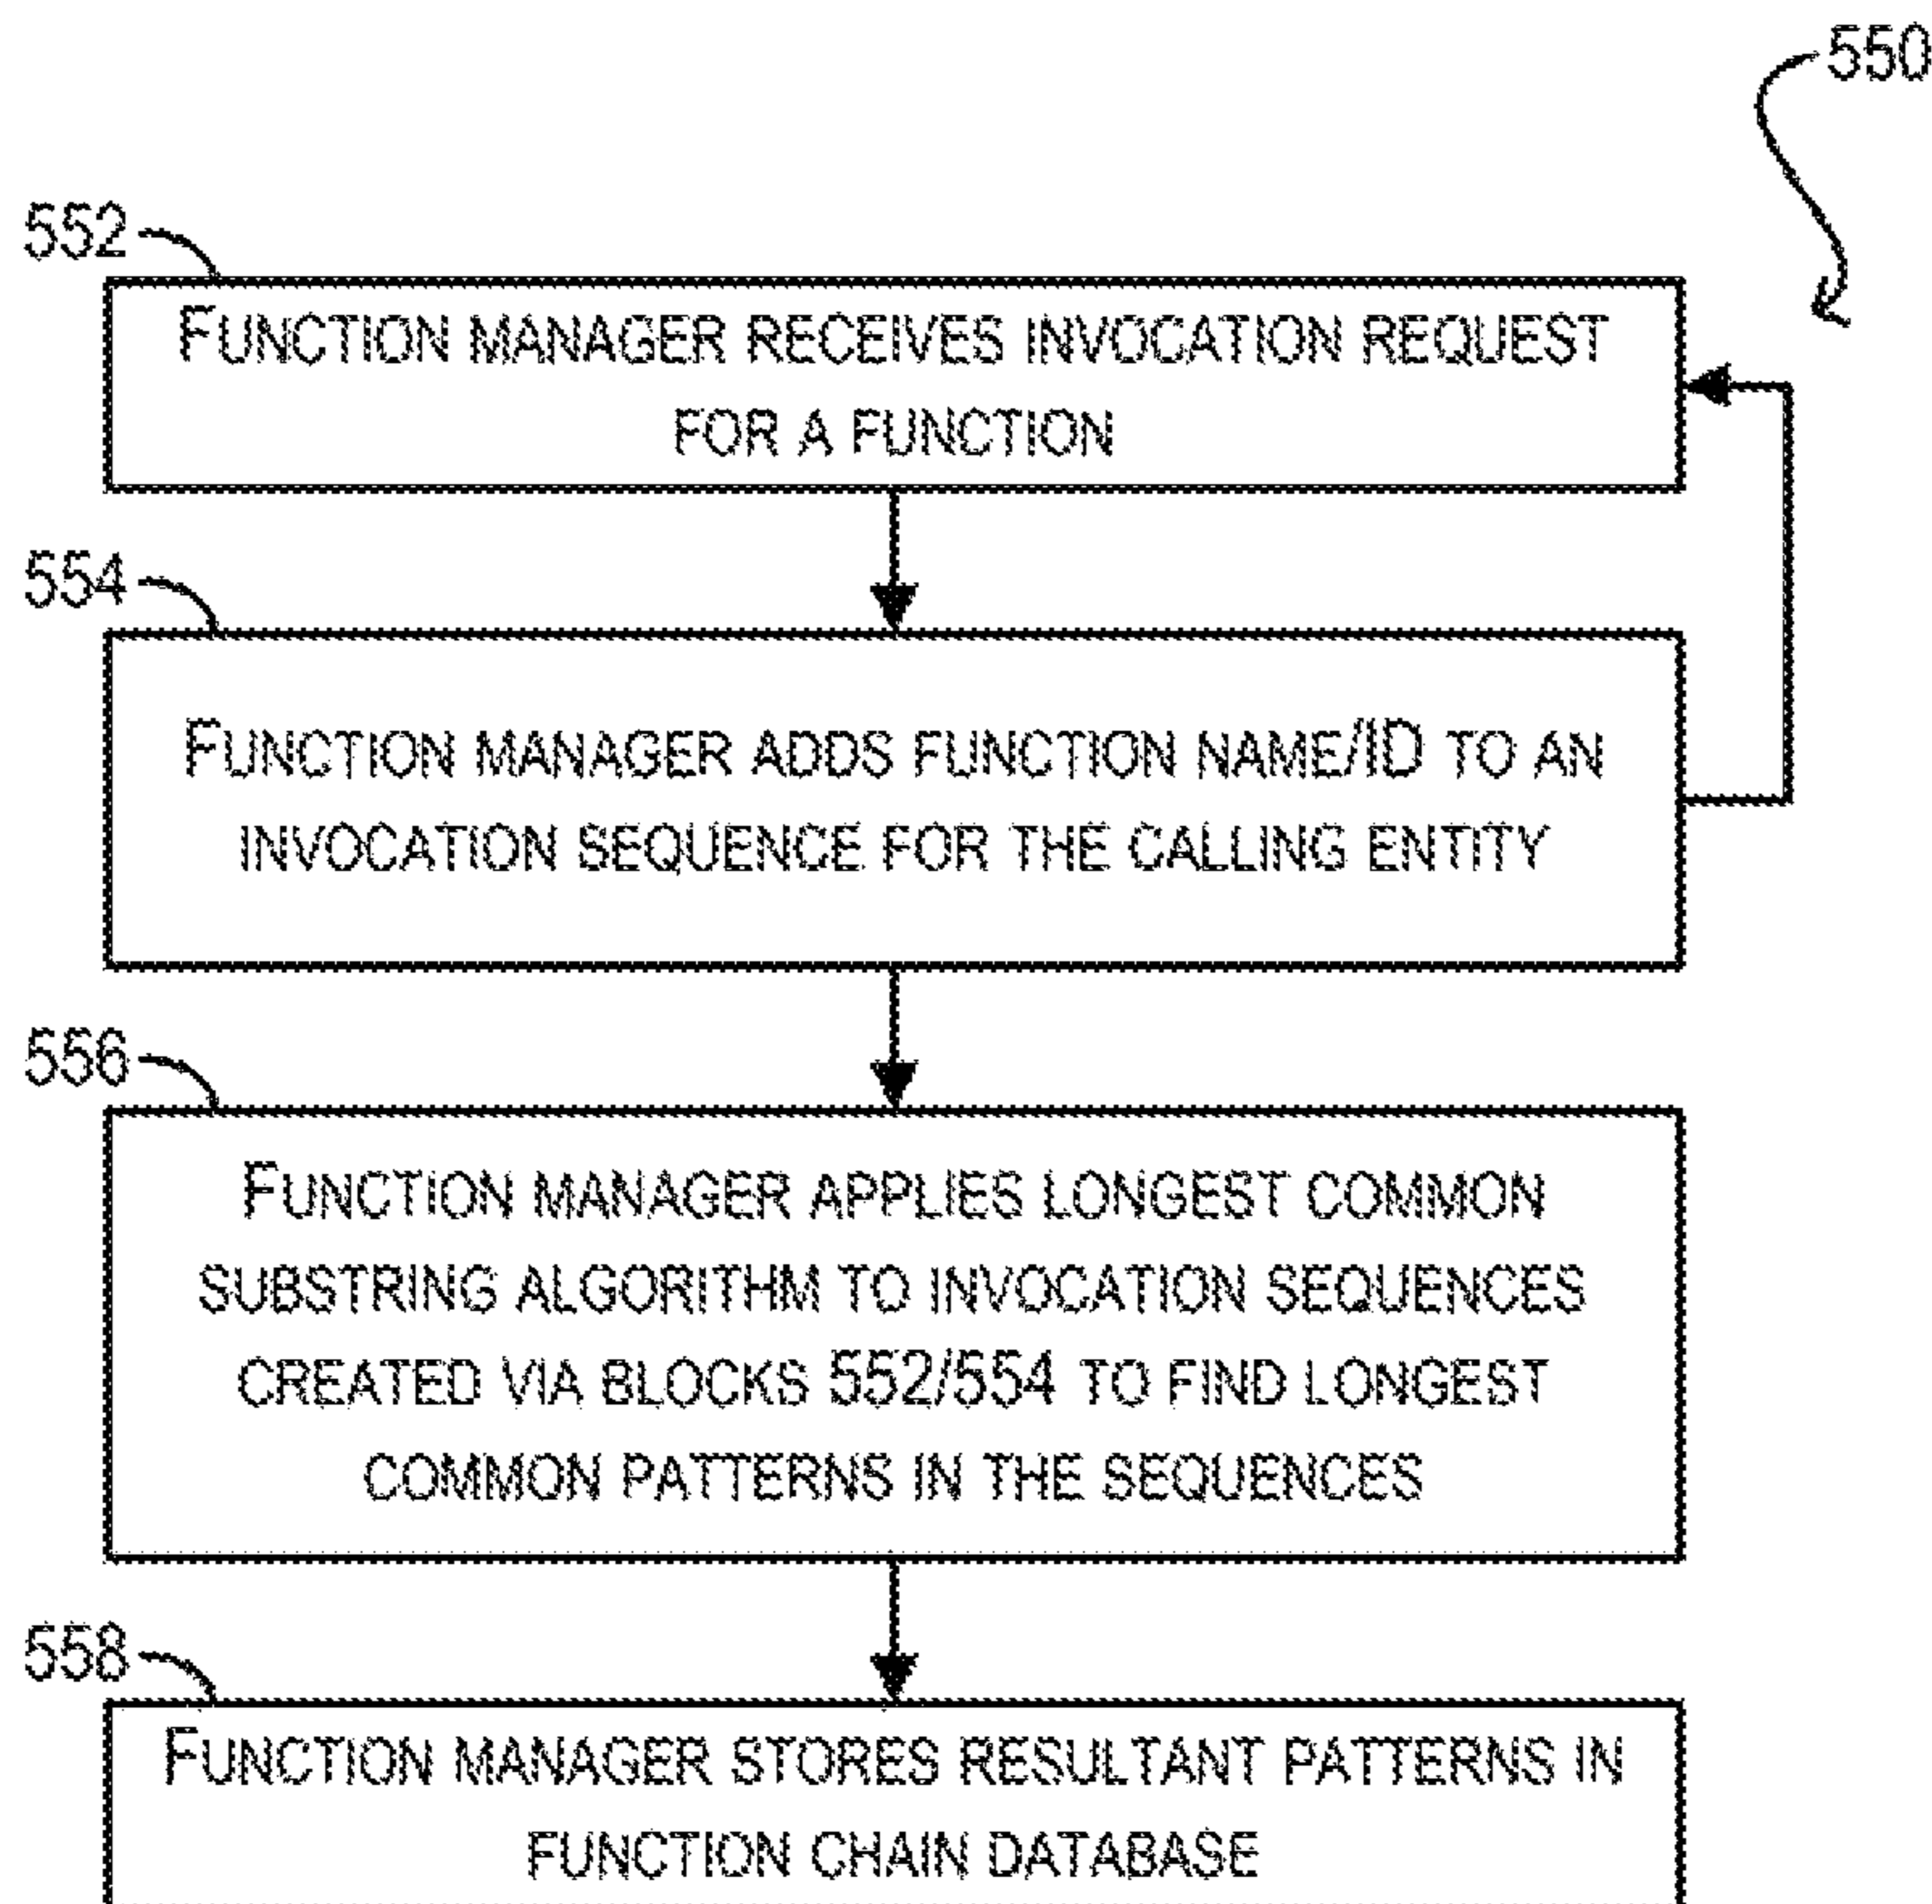 550
552
FUNCTION MANAGER RECEIVES INVOCATION REQUEST
FOR A FUNCTION
554
FUNCTION MANAGER ADDS FUNCTION NAME/ID TO AN
INVOCATION SEQUENCE FOR THE CALLING ENTITY
556
FUNCTION MANAGER APPLIES LONGEST COMMON
SUBSTRING ALGORITHM TO INVOCATION SEQUENCES
CREATED VIA BLOCKS 552/554 TO FIND LONGEST
COMMON PATTERNS IN THE SEQUENCES
558
FUNCTION MANAGER STORES RESULTANT PATTERNS IN
FUNCTION CHAIN DATABASE